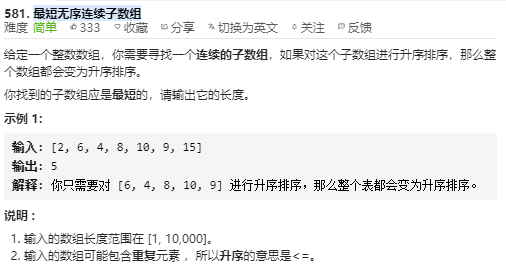 581. 最短无序连续子数组
难度 简单 333 收藏 分享 切换为英文 关注 反馈
给定一个整数数组，你需要寻找一个连续的子数组，如果对这个子数组进行升序排序，那么整
个数组都会变为升序排序。
你找到的子数组应是最短的，请输出它的长度。
示例 1:
输入: [2, 6, 4, 8, 10, 9, 15]
输出: 5
解释: 你只需要对 [6, 4, 8, 10, 9] 进行升序排序，那么整个表都会变为升序排序。
说明 :
1. 输入的数组长度范围在 [1, 10,000]。
2. 输入的数组可能包含重复元素 ，所以升序的意思是<=。